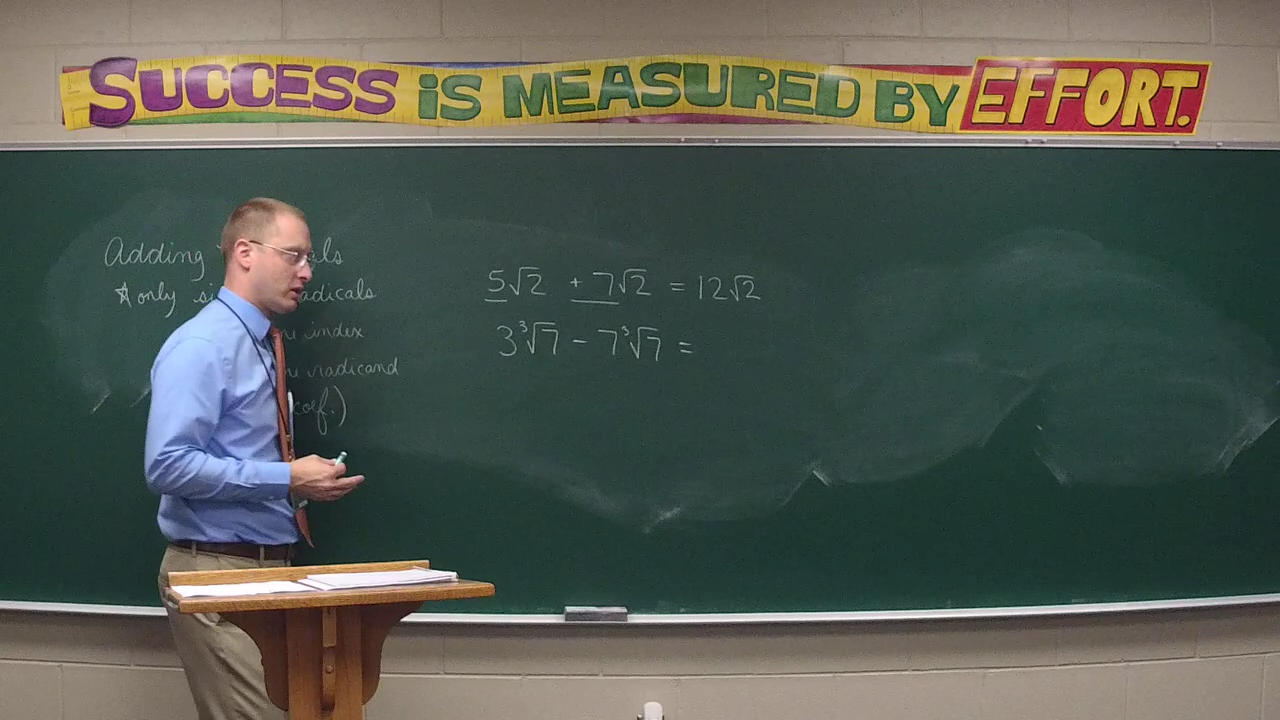 SUCCESS iS MEASURED BY EFFORT.
Adding
only radicals
index
radicand
coef.)
5√2 + 7√2 = 12√2
3∛7 - 7∛7 =